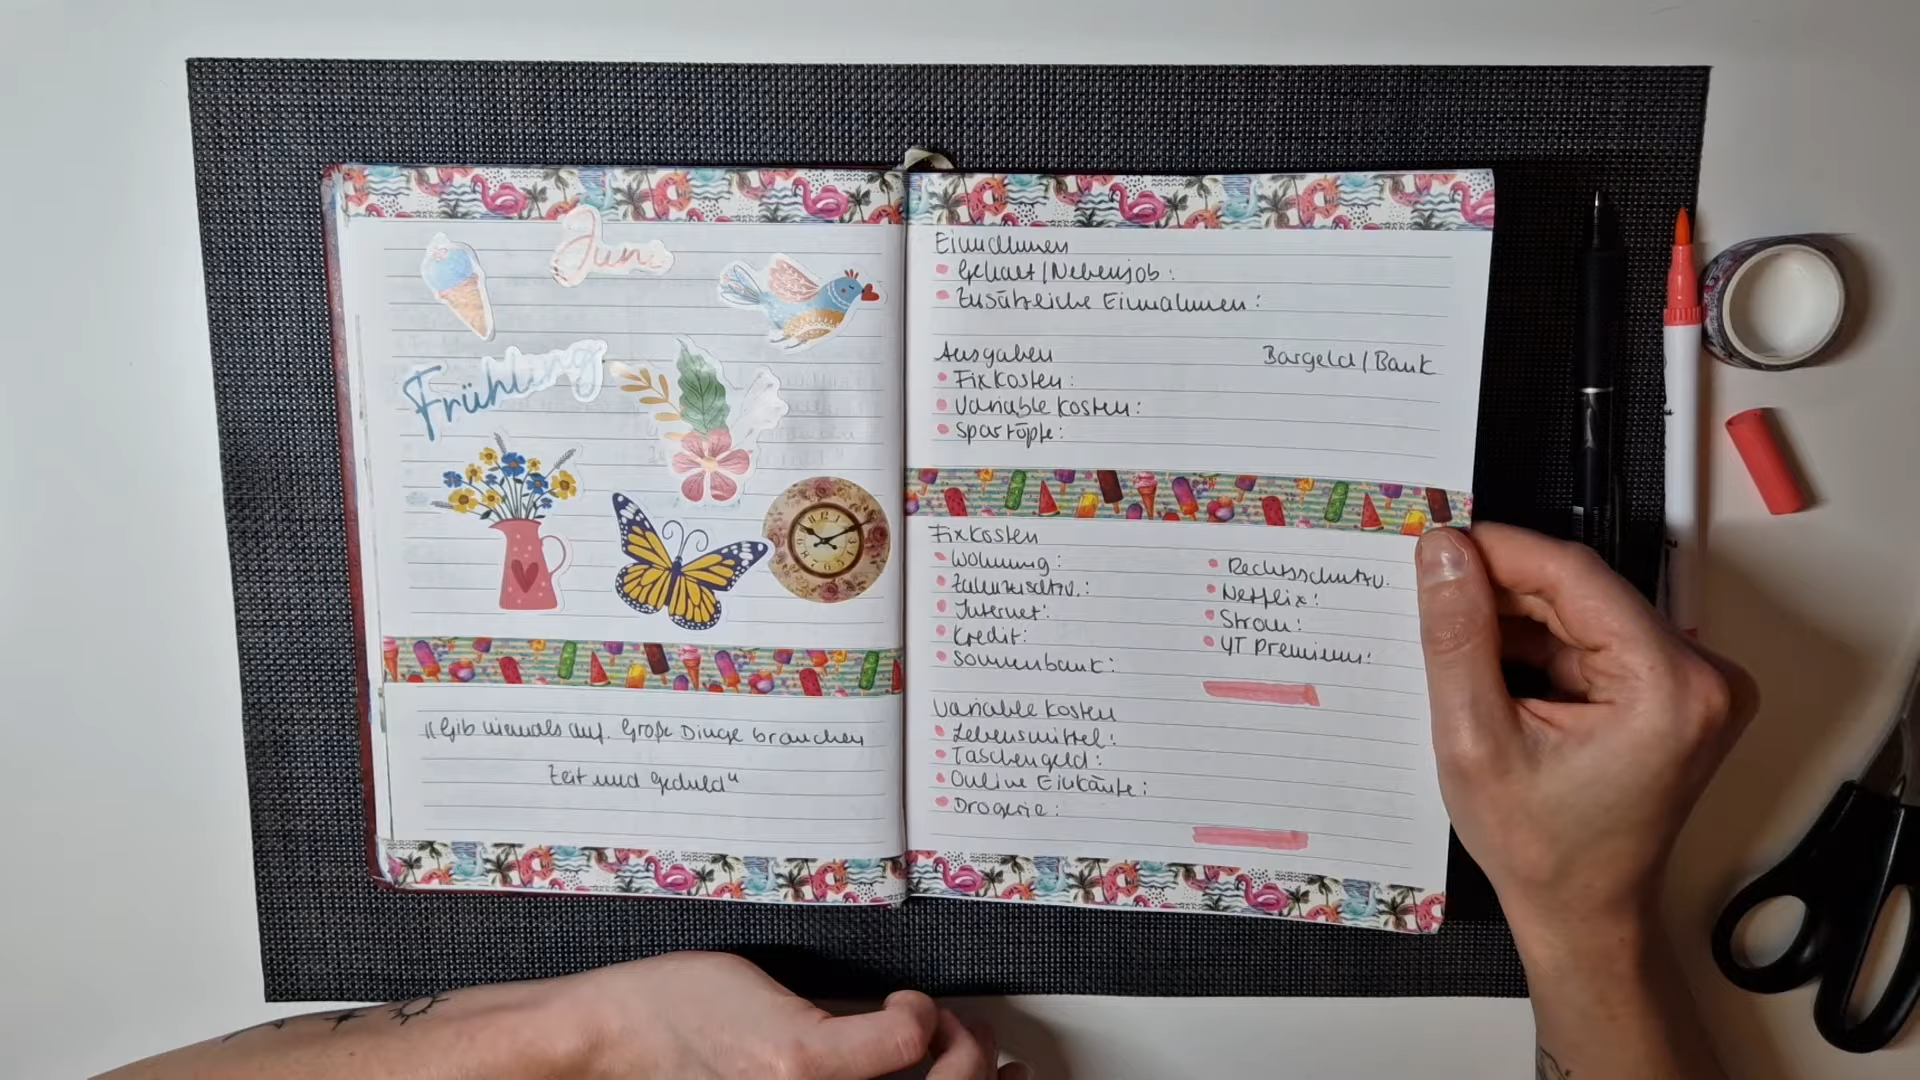 Juni
Frühling
"Gib niemals auf. Große Dinge brauchen
Zeit und Geduld"
Einnahmen
Gehalt/Nebenjob:
Zusätzliche Einnahmen:
Ausgaben Bargeld/Bank
Fixkosten:
Variable Kosten:
Spartöpfe:
Fixkosten
Wohnung:
Zahnzusatzv.:
Internet:
Kredit:
Sonnenbank:
Rechtsschutzv.
Netflix:
Strom:
YT Premium:
Variable Kosten
Lebensmittel:
Taschengeld:
Online Einkäufe:
Drogerie: